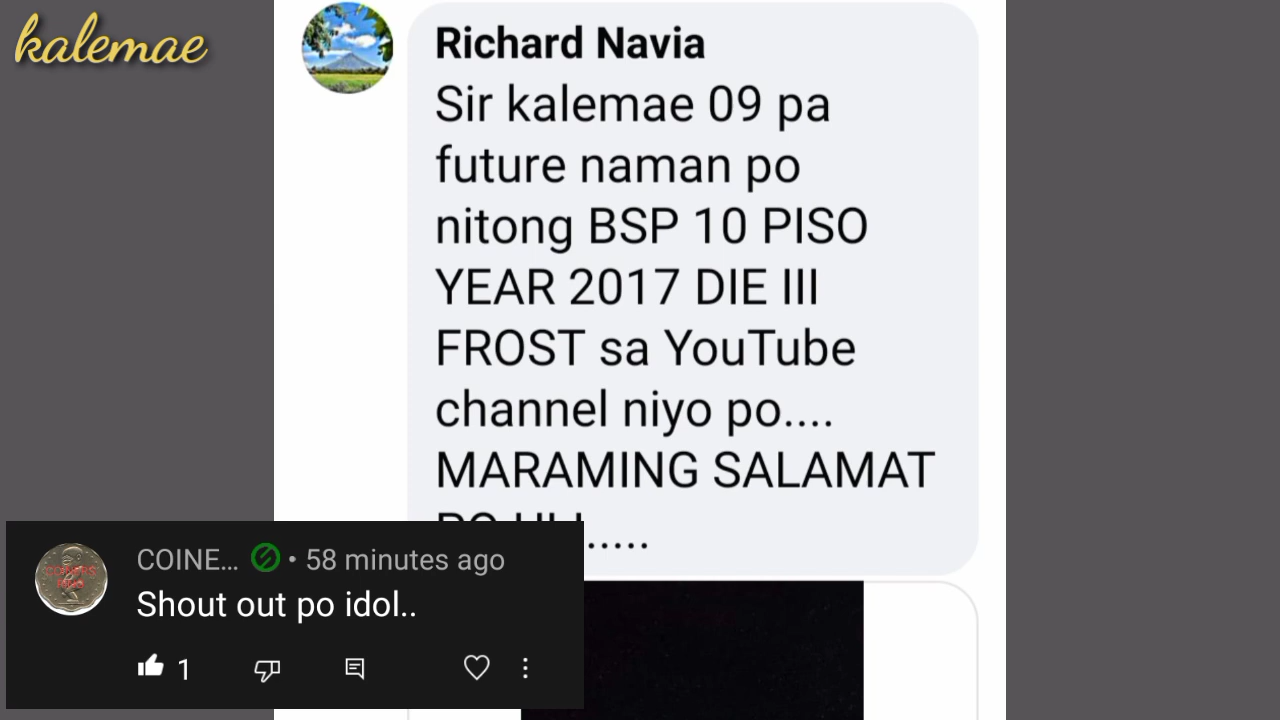 kalemae
Richard Navia
Sir kalemae 09 pa
future naman po
nitong BSP 10 PISO
YEAR 2017 DIE III
FROST sa YouTube
channel niyo po....
MARAMING SALAMAT
.....
COINE... • 58 minutes ago
Shout out po idol..
1